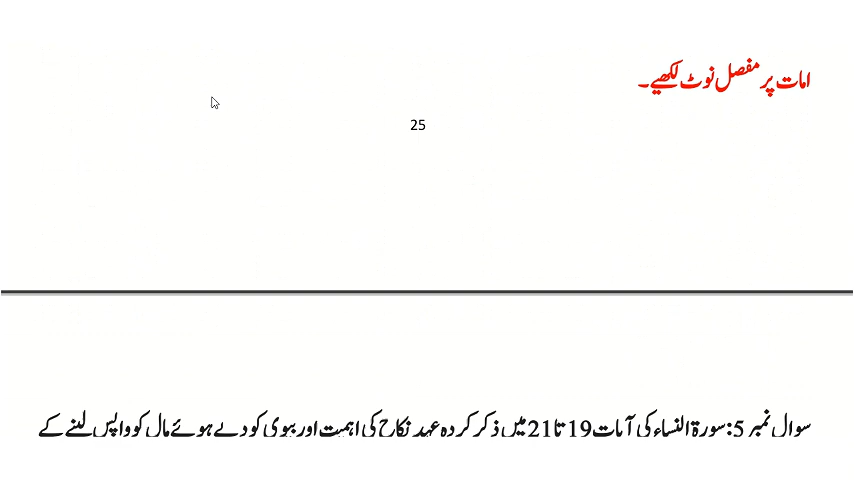 امات پر مفصل نوٹ لکھیے۔
25
سوال نمبر 5: سورۃ النساء کی آیات 19 تا 21 میں ذکر کردہ عہد نکاح کی اہمیت اور بیوی کو دیے ہوئے مال کو واپس لینے کے